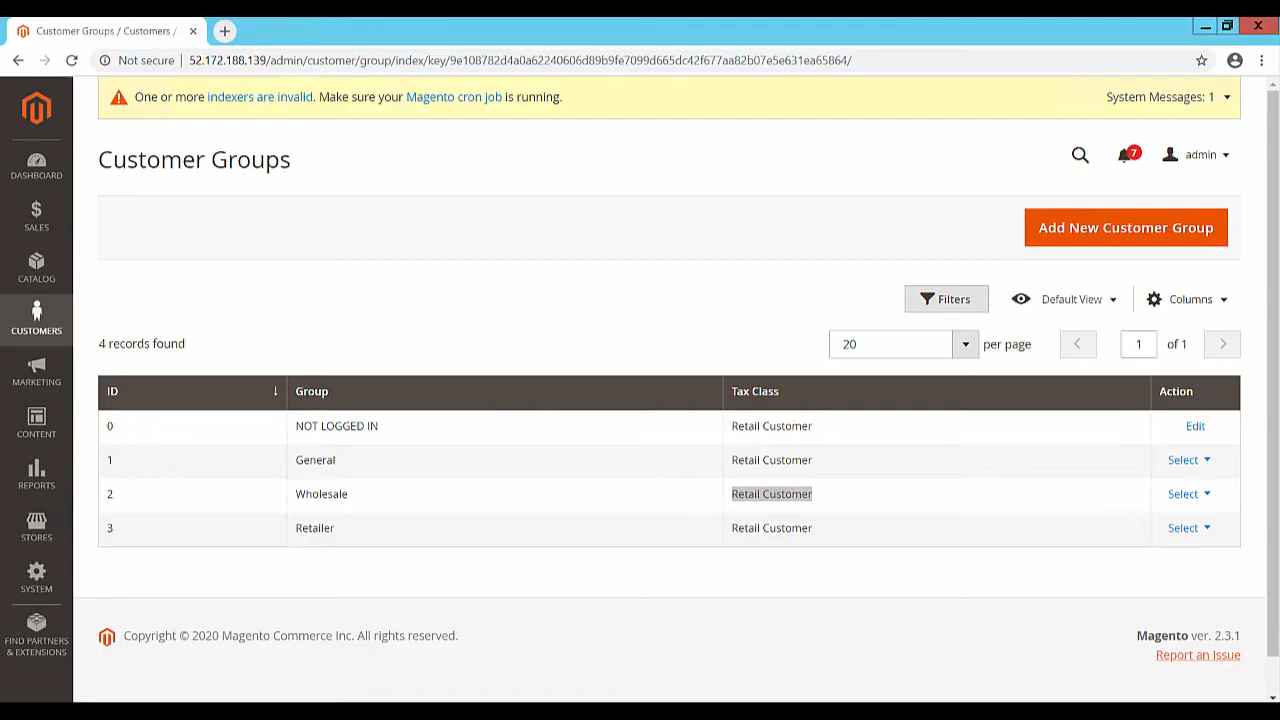 Customer Groups / Customers /
Not secure 52.172.188.139/admin/customer/group/index/key/9e108782d4a0a62240606d89b9fe7099d665dc42f677aa82b07e5e631ea65864/
One or more indexers are invalid. Make sure your Magento cron job is running.
System Messages: 1
Customer Groups
7
admin
DASHBOARD
SALES
CATALOG
CUSTOMERS
MARKETING
CONTENT
REPORTS
STORES
SYSTEM
FIND PARTNERS
& EXTENSIONS
Add New Customer Group
Filters
Default View
Columns
4 records found
20 per page
1 of 1
ID Group Tax Class Action
0 NOT LOGGED IN Retail Customer Edit
1 General Retail Customer Select
2 Wholesale Retail Customer Select
3 Retailer Retail Customer Select
Copyright © 2020 Magento Commerce Inc. All rights reserved.
Magento ver. 2.3.1
Report an Issue